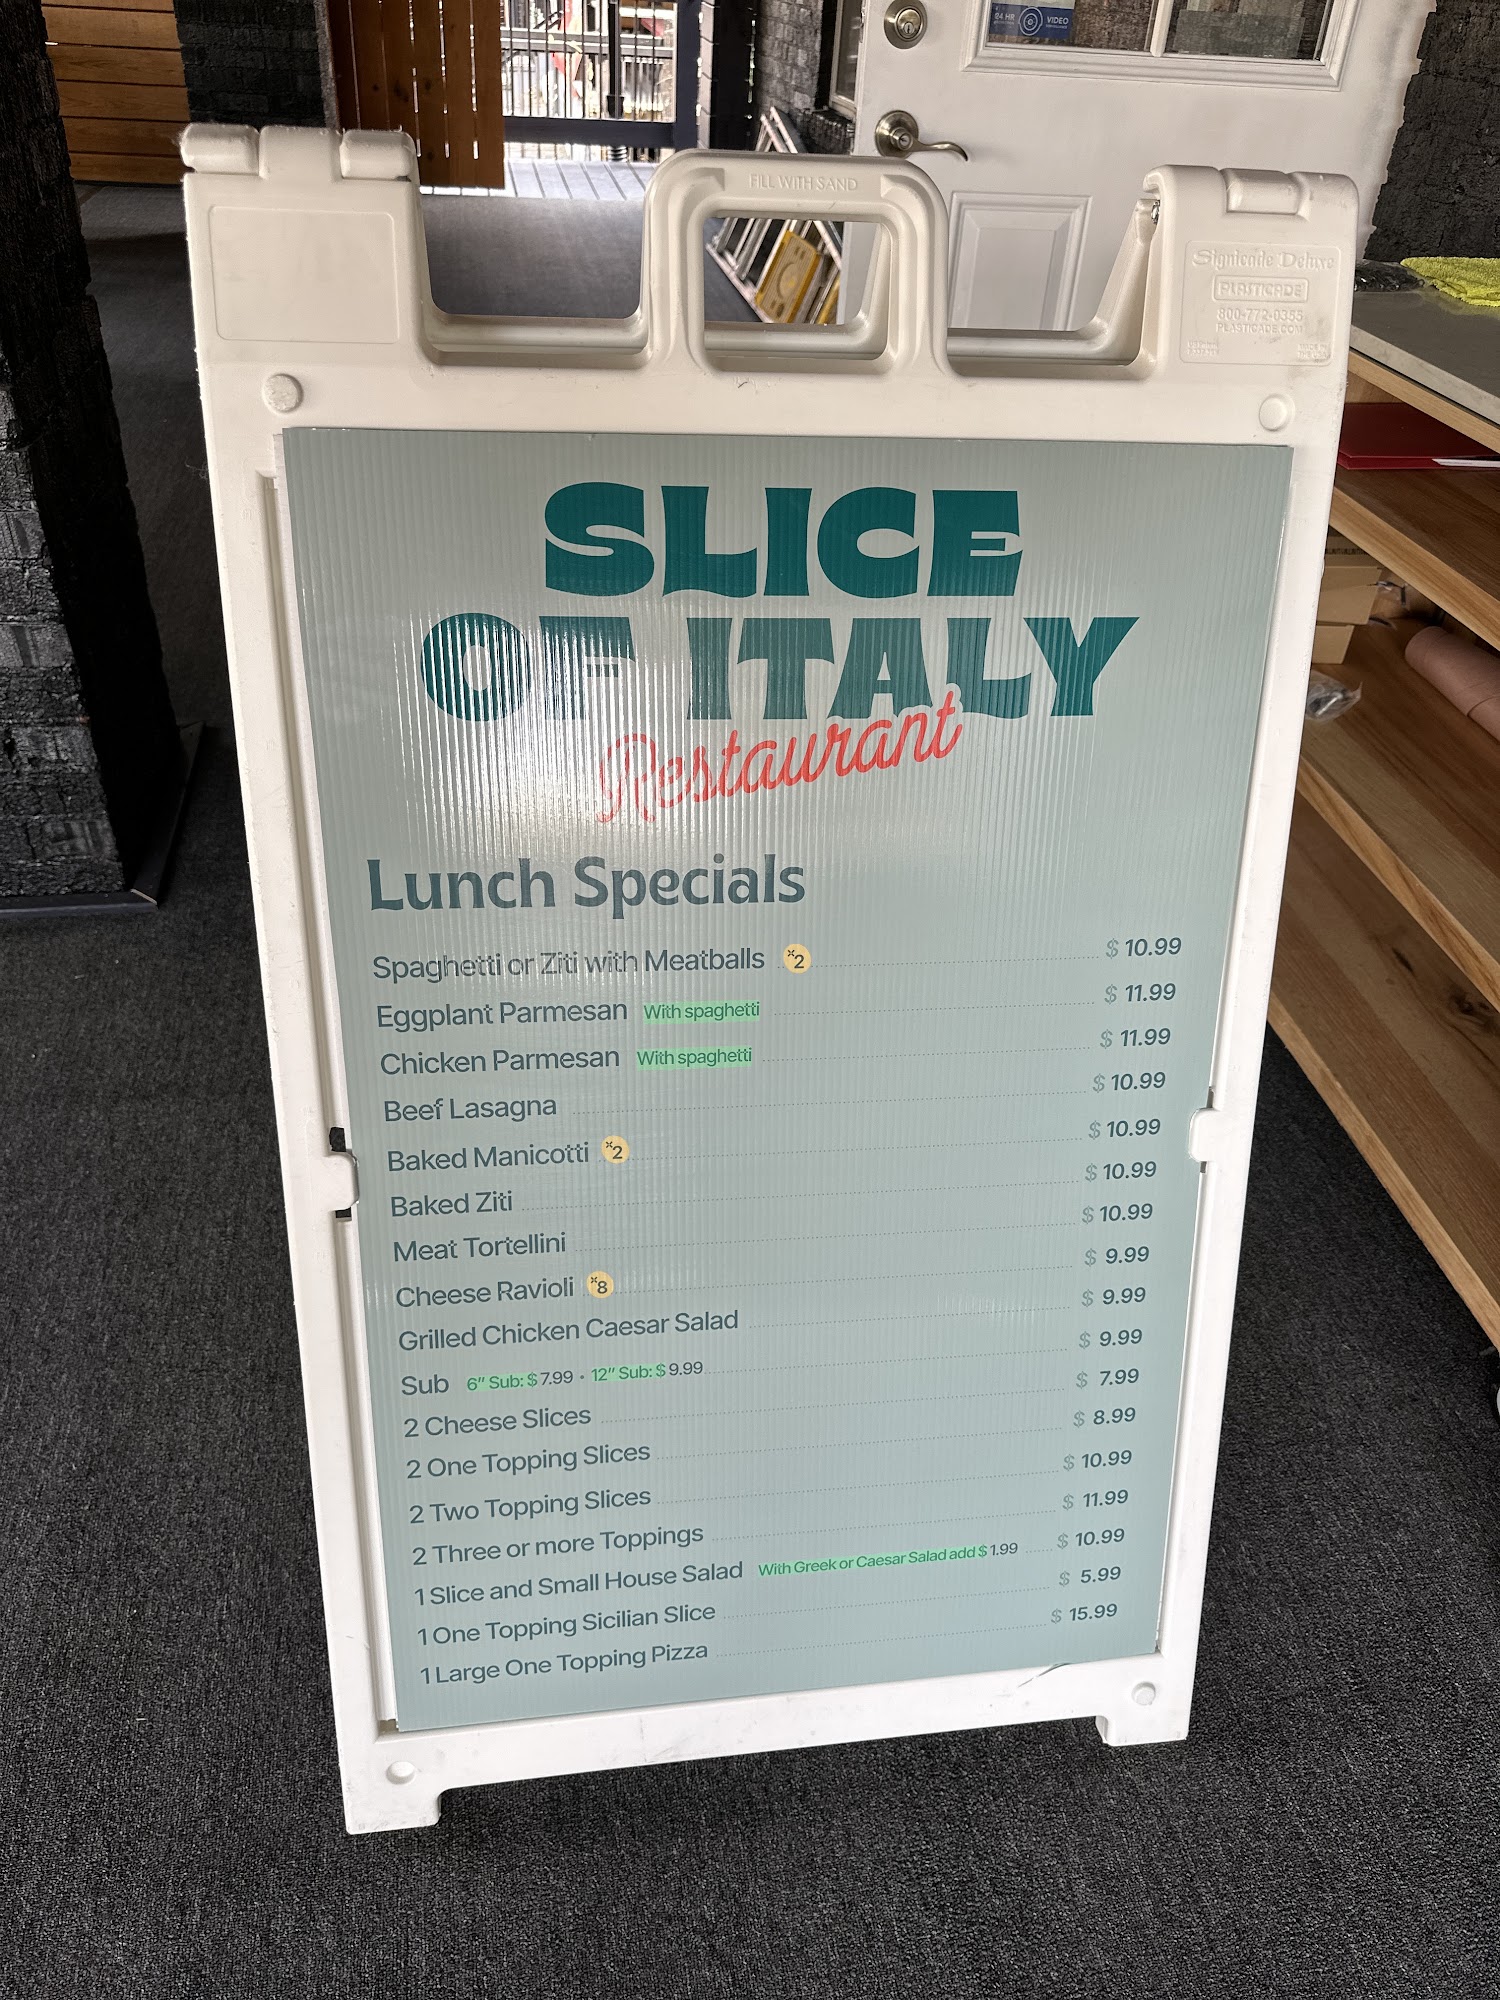 24 HR
VIDEO
FILL WITH SAND
Signicade Deluxe
PLASTICADE
800-772-0355
PLASTICADE.COM
SLICE
OF ITALY
Restaurant
Lunch Specials
Spaghetti or Ziti with Meatballs x2 $ 10.99
Eggplant Parmesan With spaghetti $ 11.99
Chicken Parmesan With spaghetti $ 11.99
Beef Lasagna $ 10.99
Baked Manicotti x2 $ 10.99
Baked Ziti $ 10.99
Meat Tortellini $ 10.99
Cheese Ravioli x8 $ 9.99
Grilled Chicken Caesar Salad $ 9.99
Sub 6" Sub: $ 7.99 • 12" Sub: $ 9.99 $ 9.99
2 Cheese Slices $ 7.99
2 One Topping Slices $ 8.99
2 Two Topping Slices $ 10.99
2 Three or more Toppings $ 11.99
1 Slice and Small House Salad With Greek or Caesar Salad add $ 1.99 $ 10.99
1 One Topping Sicilian Slice $ 5.99
1 Large One Topping Pizza $ 15.99